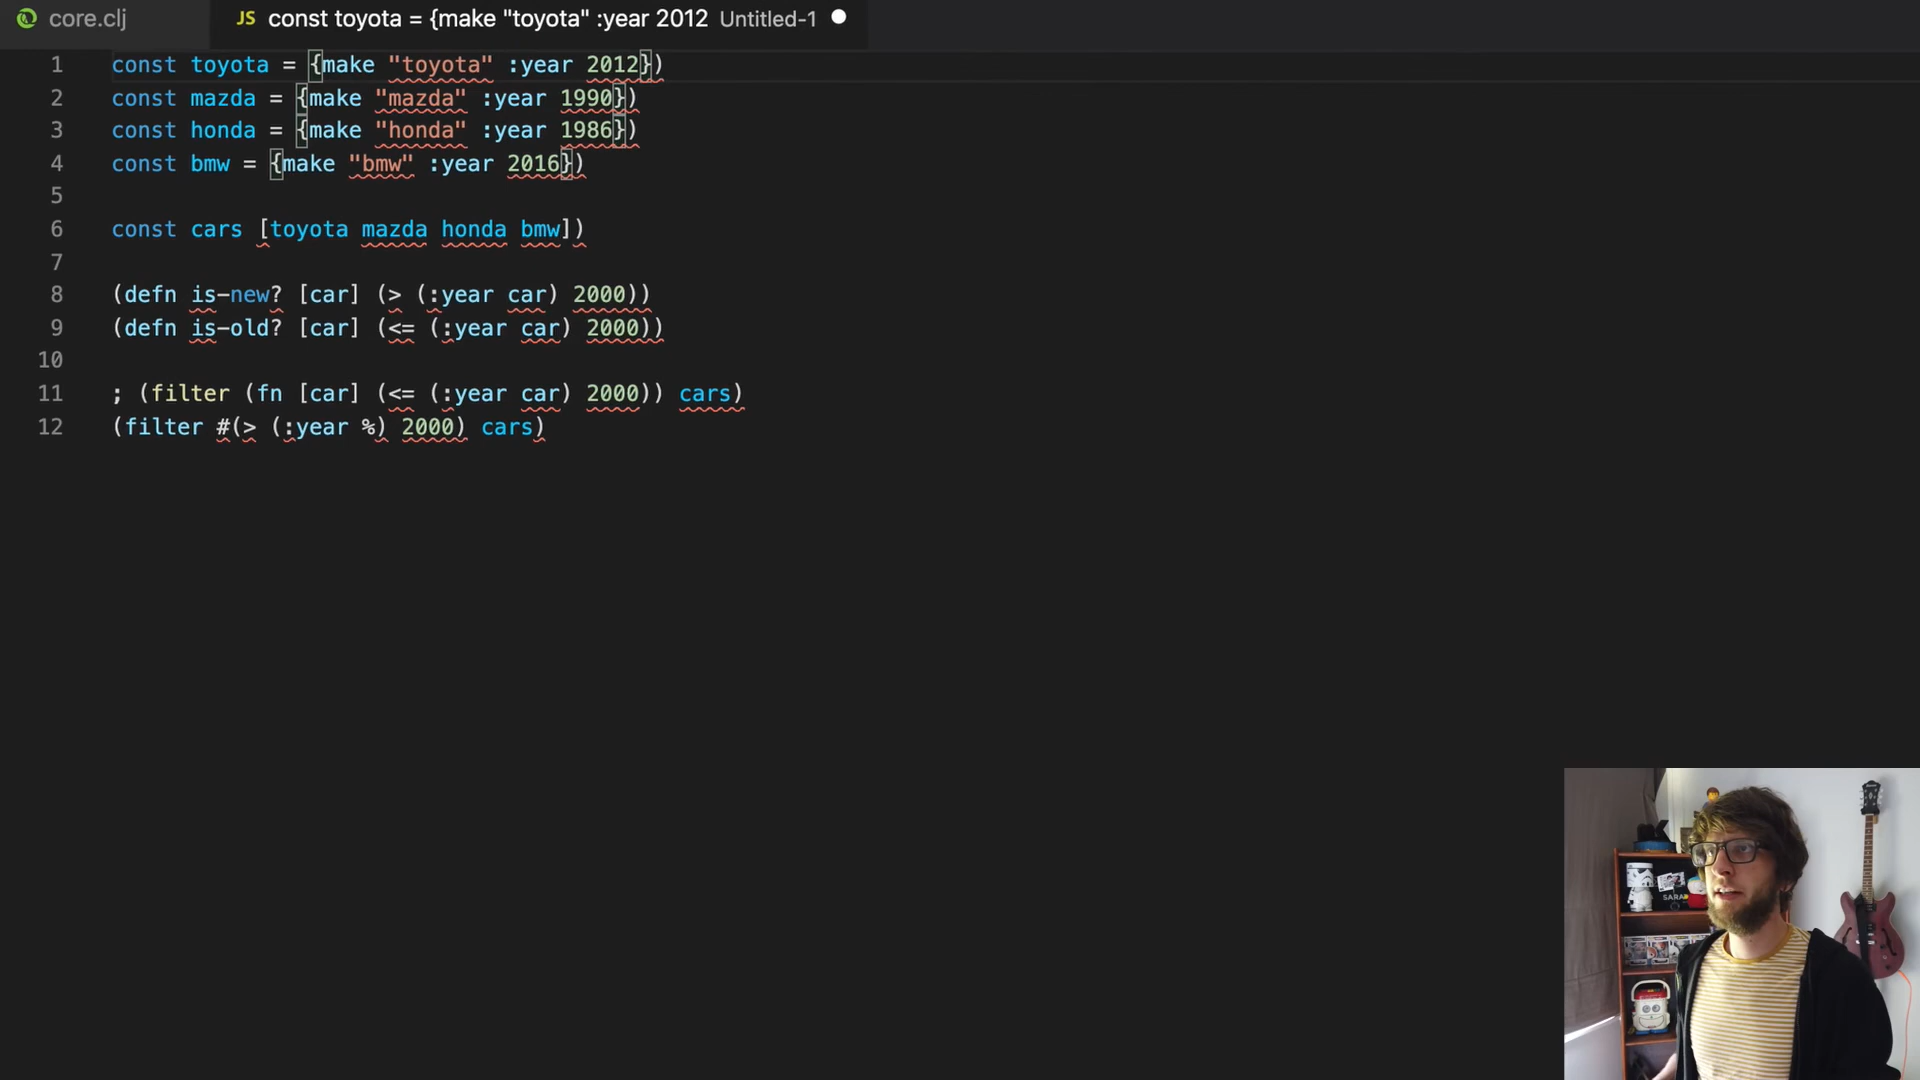 core.clj
JS const toyota = {make "toyota" :year 2012 Untitled-1
1 const toyota = {make "toyota" :year 2012})
2 const mazda = {make "mazda" :year 1990})
3 const honda = {make "honda" :year 1986})
4 const bmw = {make "bmw" :year 2016})
5
6 const cars [toyota mazda honda bmw])
7
8 (defn is-new? [car] (> (:year car) 2000))
9 (defn is-old? [car] (<= (:year car) 2000))
10
11 ; (filter (fn [car] (<= (:year car) 2000)) cars)
12 (filter #(> (:year %) 2000) cars)
SARA